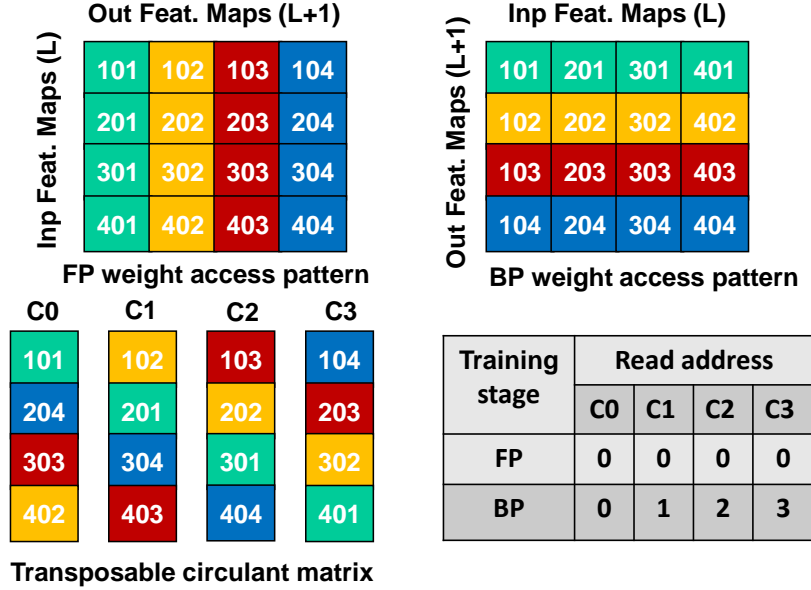 Out Feat. Maps (L+1)
Inp Feat. Maps (L)
101 102 103 104
201 202 203 204
301 302 303 304
401 402 403 404
FP weight access pattern
Inp Feat. Maps (L)
Out Feat. Maps (L+1)
101 201 301 401
102 202 302 402
103 203 303 403
104 204 304 404
BP weight access pattern
C0 C1 C2 C3
101 102 103 104
204 201 202 203
303 304 301 302
402 403 404 401
Transposable circulant matrix
Training stage Read address
C0 C1 C2 C3
FP 0 0 0 0
BP 0 1 2 3